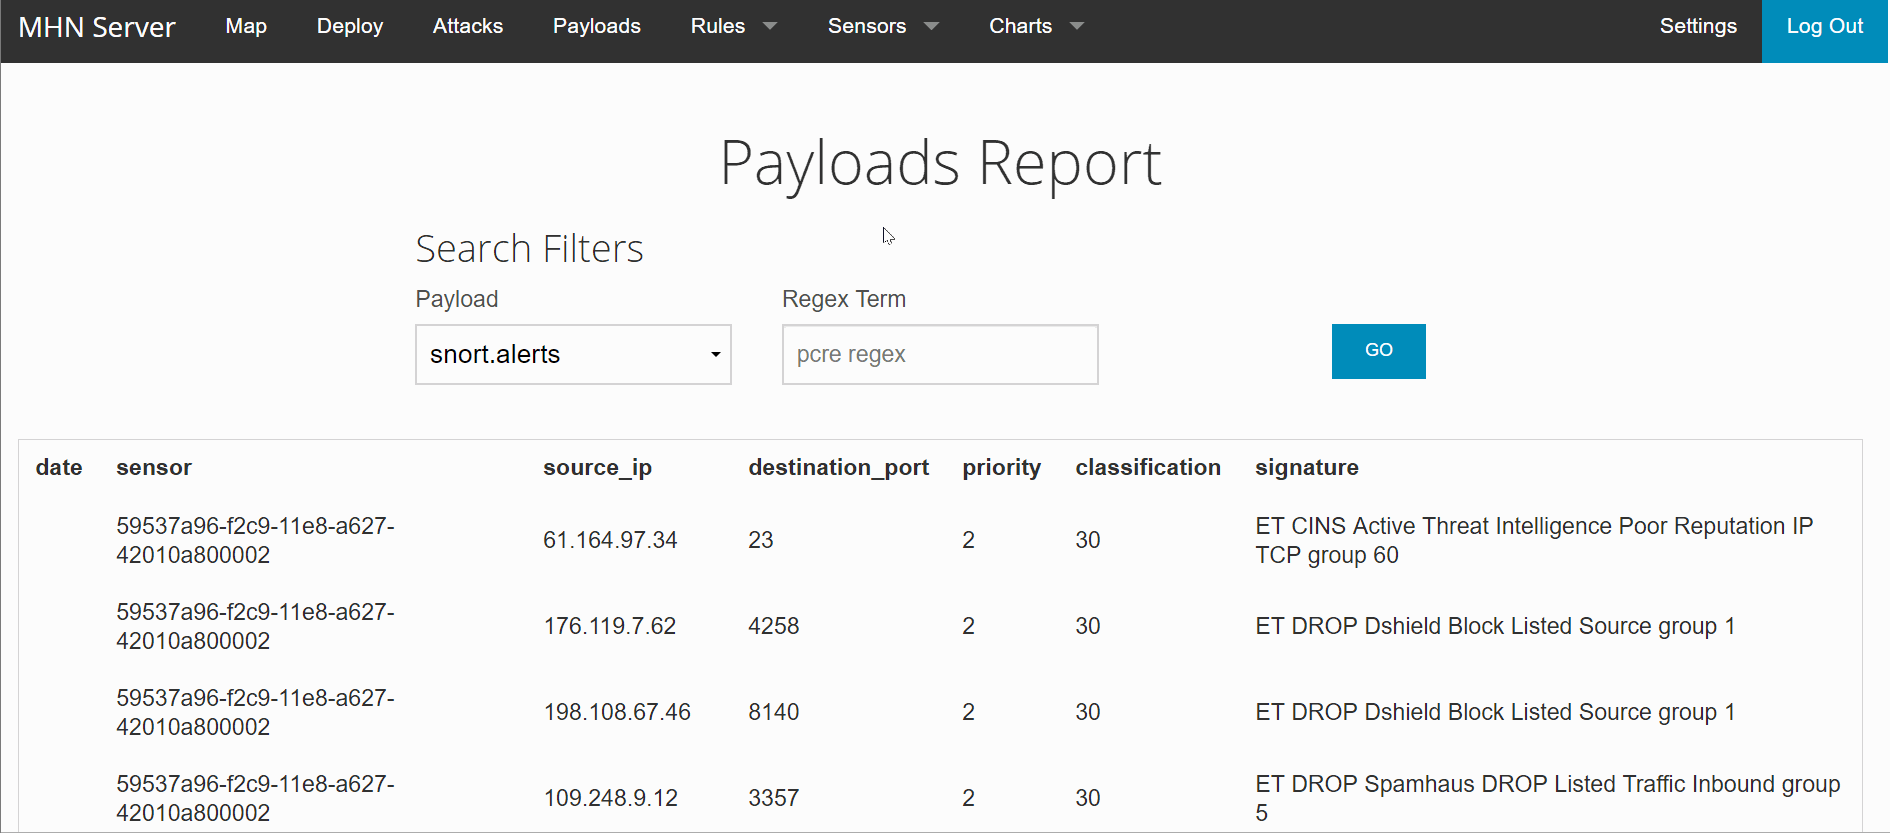 MHN Server Map Deploy Attacks Payloads Rules Sensors Charts Settings Log Out
Payloads Report
Search Filters
Payload Regex Term
snort.alerts pcre regex GO
date sensor source_ip destination_port priority classification signature
59537a96-f2c9-11e8-a627- ET CINS Active Threat Intelligence Poor Reputation IP
61.164.97.34 23 2 30
42010a800002 TCP group 60
59537a96-f2c9-11e8-a627-
176.119.7.62 4258 2 30 ET DROP Dshield Block Listed Source group 1
42010a800002
59537a96-f2c9-11e8-a627-
198.108.67.46 8140 2 30 ET DROP Dshield Block Listed Source group 1
42010a800002
59537a96-f2c9-11e8-a627- ET DROP Spamhaus DROP Listed Traffic Inbound group
109.248.9.12 3357 2 30
42010a800002 5